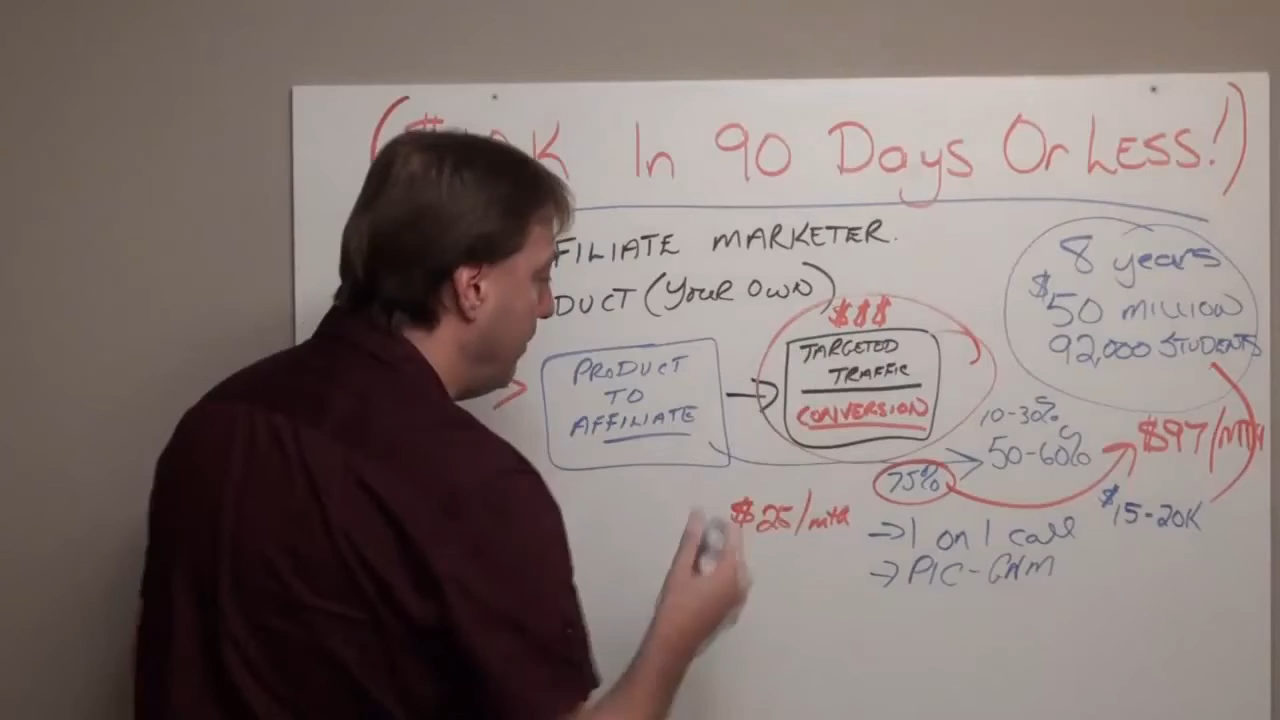 ($10K In 90 Days Or Less!)
FILIATE MARKETER.
DUCT (YOUR OWN)
8 years
$50 MILLION
92,000 STUDENTS
$$$
PRODUCT
TO
AFFILIATE
TARGETED
TRAFFIC
CONVERSION
10-30%
50-60%
75%
$97/MTH
$25/mth
$15-20K
→ 1 on 1 call
→ PIC-